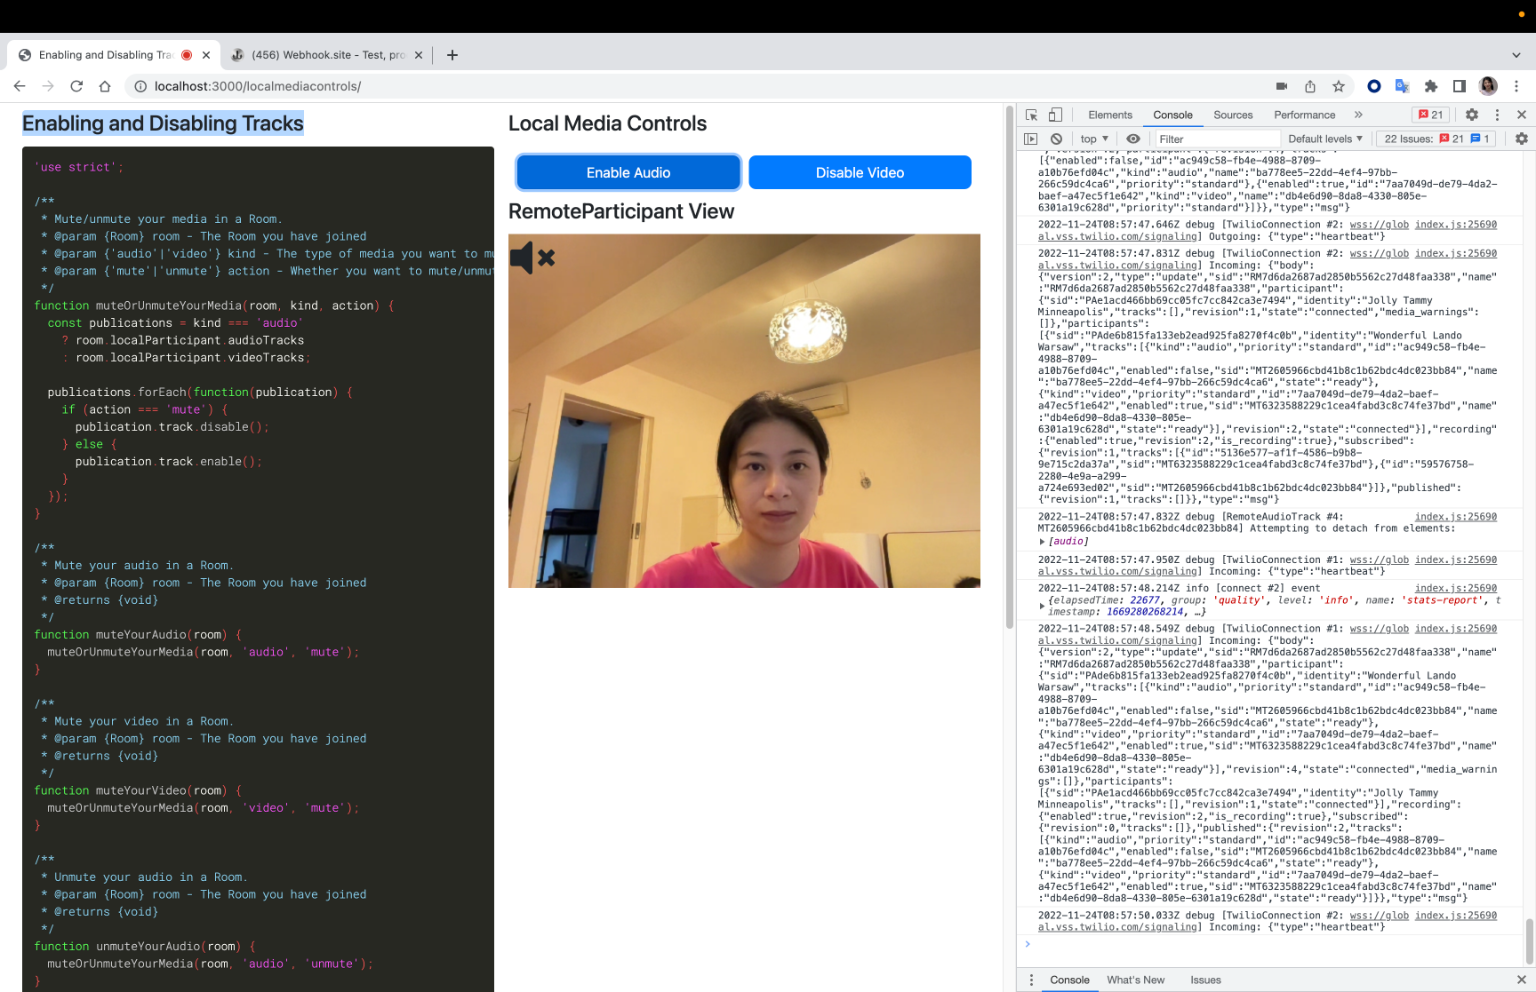 Enabling and Disabling Tra
(456) Webhook.site - Test, pro
localhost:3000/localmediacontrols/
Enabling and Disabling Tracks
'use strict';
/**
* Mute/unmute your media in a Room.
* @param {Room} room - The Room you have joined
* @param {'audio'|'video'} kind - The type of media you want to mu
* @param {'mute'|'unmute'} action - Whether you want to mute/unmut
*/
function muteOrUnmuteYourMedia(room, kind, action) {
const publications = kind === 'audio'
? room.localParticipant.audioTracks
: room.localParticipant.videoTracks;
publications.forEach(function(publication) {
if (action === 'mute') {
publication.track.disable();
} else {
publication.track.enable();
}
});
}
/**
* Mute your audio in a Room.
* @param {Room} room - The Room you have joined
* @returns {void}
*/
function muteYourAudio(room) {
muteOrUnmuteYourMedia(room, 'audio', 'mute');
}
/**
* Mute your video in a Room.
* @param {Room} room - The Room you have joined
* @returns {void}
*/
function muteYourVideo(room) {
muteOrUnmuteYourMedia(room, 'video', 'mute');
}
/**
* Unmute your audio in a Room.
* @param {Room} room - The Room you have joined
* @returns {void}
*/
function unmuteYourAudio(room) {
muteOrUnmuteYourMedia(room, 'audio', 'unmute');
}
Local Media Controls
Enable Audio
Disable Video
RemoteParticipant View
Elements Console Sources Performance 21
top Filter Default levels 22 Issues: 21 1
[{"enabled":false,"id":"ac949c58-fb4e-4988-8709-
a10b76efd04c","kind":"audio","name":"ba778ee5-22dd-4ef4-97bb-
266c59dc4ca6","priority":"standard"},{"enabled":true,"id":"7aa7049d-de79-4da2-
baef-a47ec5f1e642","kind":"video","name":"db4e6d90-8da8-4330-805e-
6301a19c628d","priority":"standard"}]}},"type":"msg"}
2022-11-24T08:57:47.646Z debug [TwilioConnection #2: wss://glob index.js:25690
al.vss.twilio.com/signaling] Outgoing: {"type":"heartbeat"}
2022-11-24T08:57:47.831Z debug [TwilioConnection #2: wss://glob index.js:25690
al.vss.twilio.com/signaling] Incoming: {"body":
{"version":2,"type":"update","sid":"RM7d6da2687ad2850b5562c27d48faa338","name"
:"RM7d6da2687ad2850b5562c27d48faa338","participant":
{"sid":"PAe1acd466bb69cc05fc7cc842ca3e7494","identity":"Jolly Tammy
Minneapolis","tracks":[],"revision":1,"state":"connected","media_warnings":
[]},"participants":
[{"sid":"PAde6b815fa133eb2ead925fa8270f4c0b","identity":"Wonderful Lando
Warsaw","tracks":[{"kind":"audio","priority":"standard","id":"ac949c58-fb4e-
4988-8709-
a10b76efd04c","enabled":false,"sid":"MT2605966cbd41b8c1b62bdc4dc023bb84","name
":"ba778ee5-22dd-4ef4-97bb-266c59dc4ca6","state":"ready"},
{"kind":"video","priority":"standard","id":"7aa7049d-de79-4da2-baef-
a47ec5f1e642","enabled":true,"sid":"MT6323588229c1cea4fabd3c8c74fe37bd","name"
:"db4e6d90-8da8-4330-805e-
6301a19c628d","state":"ready"}],"revision":2,"state":"connected"}],"recording"
:{"enabled":true,"revision":2,"is_recording":true},"subscribed":
{"revision":1,"tracks":[{"id":"5136e577-af1f-4586-b9b8-
9e715c2da37a","sid":"MT6323588229c1cea4fabd3c8c74fe37bd"},{"id":"59576758-
2280-4e9a-a299-
a724e693ed02","sid":"MT2605966cbd41b8c1b62bdc4dc023bb84"}]},"published":
{"revision":1,"tracks":[]}},"type":"msg"}
2022-11-24T08:57:47.832Z debug [RemoteAudioTrack #4: index.js:25690
MT2605966cbd41b8c1b62bdc4dc023bb84] Attempting to detach from elements:
[audio]
2022-11-24T08:57:47.950Z debug [TwilioConnection #1: wss://glob index.js:25690
al.vss.twilio.com/signaling] Incoming: {"type":"heartbeat"}
2022-11-24T08:57:48.214Z info [connect #2] event index.js:25690
{elapsedTime: 22677, group: 'quality', level: 'info', name: 'stats-report', t
imestamp: 1669280268214, …}
2022-11-24T08:57:48.549Z debug [TwilioConnection #1: wss://glob index.js:25690
al.vss.twilio.com/signaling] Incoming: {"body":
{"version":2,"type":"update","sid":"RM7d6da2687ad2850b5562c27d48faa338","name"
:"RM7d6da2687ad2850b5562c27d48faa338","participant":
{"sid":"PAde6b815fa133eb2ead925fa8270f4c0b","identity":"Wonderful Lando
Warsaw","tracks":[{"kind":"audio","priority":"standard","id":"ac949c58-fb4e-
4988-8709-
a10b76efd04c","enabled":false,"sid":"MT2605966cbd41b8c1b62bdc4dc023bb84","name
":"ba778ee5-22dd-4ef4-97bb-266c59dc4ca6","state":"ready"},
{"kind":"video","priority":"standard","id":"7aa7049d-de79-4da2-baef-
a47ec5f1e642","enabled":true,"sid":"MT6323588229c1cea4fabd3c8c74fe37bd","name"
:"db4e6d90-8da8-4330-805e-
6301a19c628d","state":"ready"}],"revision":4,"state":"connected","media_warnin
gs":[]},"participants":
[{"sid":"PAe1acd466bb69cc05fc7cc842ca3e7494","identity":"Jolly Tammy
Minneapolis","tracks":[],"revision":1,"state":"connected"}],"recording":
{"enabled":true,"revision":2,"is_recording":true},"subscribed":
{"revision":0,"tracks":[]},"published":{"revision":2,"tracks":
[{"kind":"audio","priority":"standard","id":"ac949c58-fb4e-4988-8709-
a10b76efd04c","enabled":false,"sid":"MT2605966cbd41b8c1b62bdc4dc023bb84","name
":"ba778ee5-22dd-4ef4-97bb-266c59dc4ca6","state":"ready"},
{"kind":"video","priority":"standard","id":"7aa7049d-de79-4da2-baef-
a47ec5f1e642","enabled":true,"sid":"MT6323588229c1cea4fabd3c8c74fe37bd","name"
:"db4e6d90-8da8-4330-805e-6301a19c628d","state":"ready"}]}},"type":"msg"}
2022-11-24T08:57:50.033Z debug [TwilioConnection #2: wss://glob index.js:25690
al.vss.twilio.com/signaling] Incoming: {"type":"heartbeat"}
Console What's New Issues